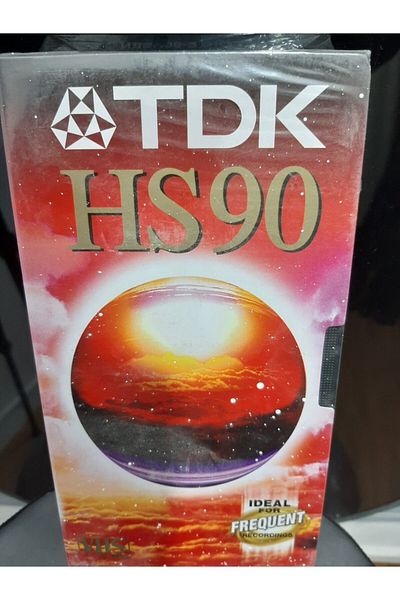 TDK
HS90
IDEAL
FOR
FREQUENT
RECORDINGS
VHS